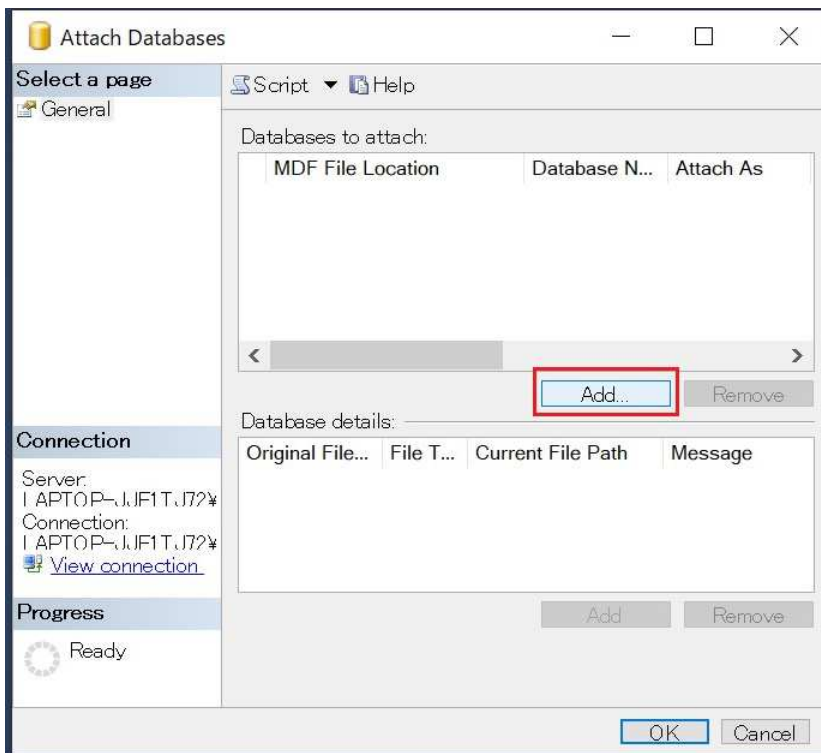 Attach Databases
Select a page
General
Script Help
Databases to attach:
MDF File Location Database N... Attach As
Add... Remove
Database details:
Original File... File T... Current File Path Message
Connection
Server:
LAPTOP-JJF1TJ72¥
Connection:
LAPTOP-JJF1TJ72¥
View connection
Add Remove
Progress
Ready
OK Cancel